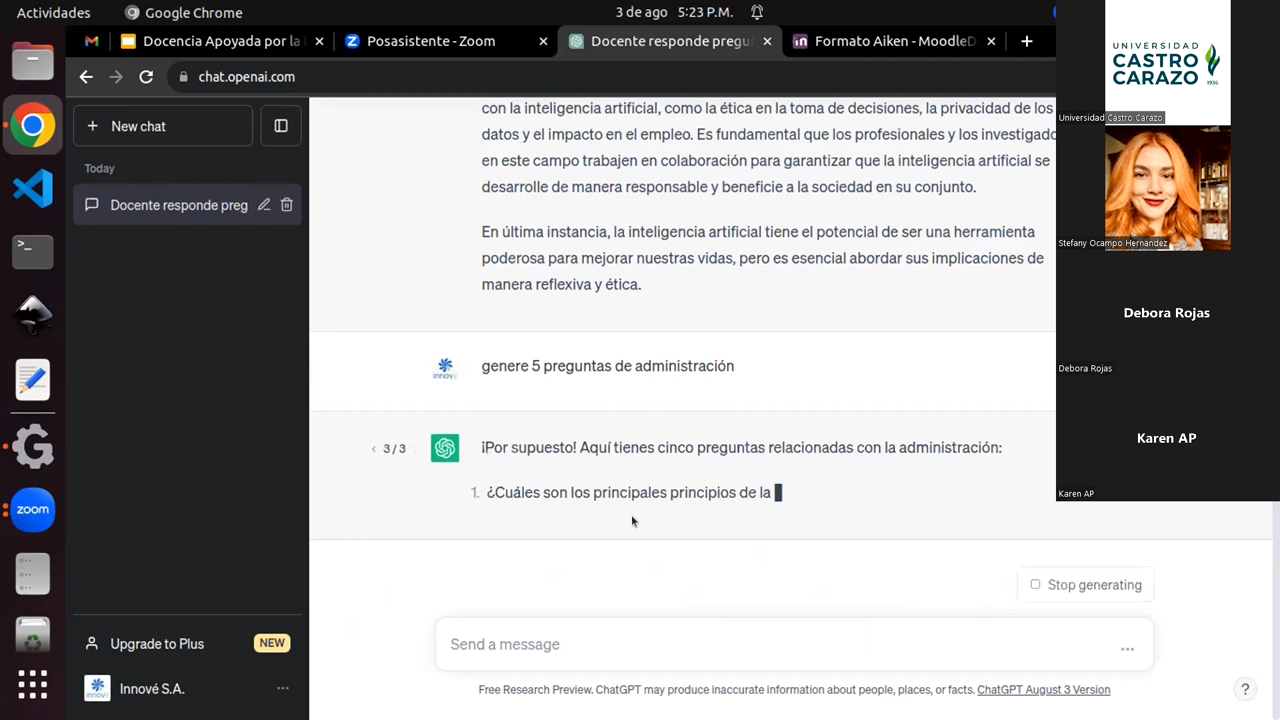 Actividades
Google Chrome
3 de ago 5:23 P.M.
Docencia Apoyada por la I
Posasistente - Zoom
Docente responde pregu
Formato Aiken - MoodleD
chat.openai.com
New chat
Today
Docente responde preg
con la inteligencia artificial, como la ética en la toma de decisiones, la privacidad de los
datos y el impacto en el empleo. Es fundamental que los profesionales y los investigado
en este campo trabajen en colaboración para garantizar que la inteligencia artificial se
desarrolle de manera responsable y beneficie a la sociedad en su conjunto.
En última instancia, la inteligencia artificial tiene el potencial de ser una herramienta
poderosa para mejorar nuestras vidas, pero es esencial abordar sus implicaciones de
manera reflexiva y ética.
innové
genere 5 preguntas de administración
3 / 3
¡Por supuesto! Aquí tienes cinco preguntas relacionadas con la administración:
1. ¿Cuáles son los principales principios de la
Stop generating
Send a message
Free Research Preview. ChatGPT may produce inaccurate information about people, places, or facts. ChatGPT August 3 Version
?
Upgrade to Plus
NEW
Innové S.A.
zoom
UNIVERSIDAD
CASTRO
CARAZO
1936
Universidad Castro Carazo
Stefany Ocampo Hernández
Debora Rojas
Debora Rojas
Karen AP
Karen AP